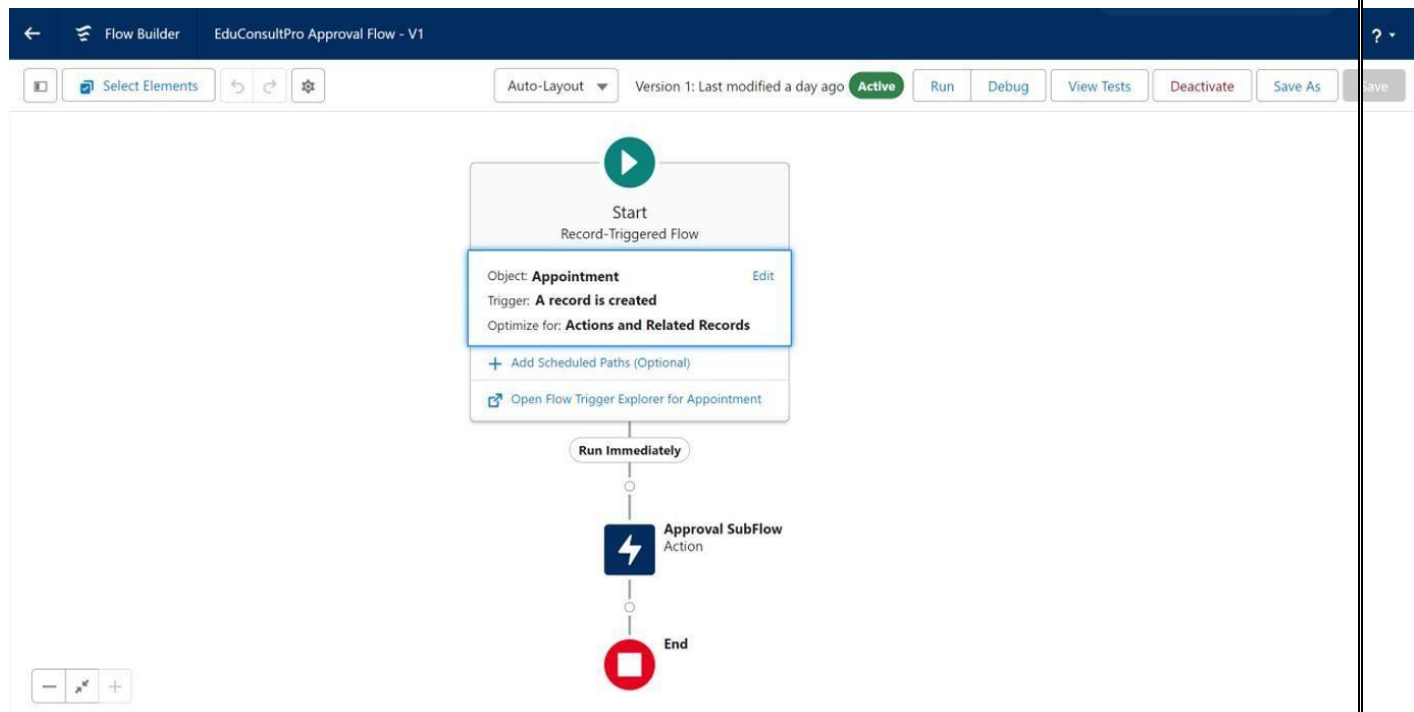 Flow Builder EduConsultPro Approval Flow - V1 ?
Select Elements Auto-Layout Version 1: Last modified a day ago Active Run Debug View Tests Deactivate Save As Save
Start
Record-Triggered Flow
Object: Appointment Edit
Trigger: A record is created
Optimize for: Actions and Related Records
+ Add Scheduled Paths (Optional)
Open Flow Trigger Explorer for Appointment
Run Immediately
Approval SubFlow
Action
End